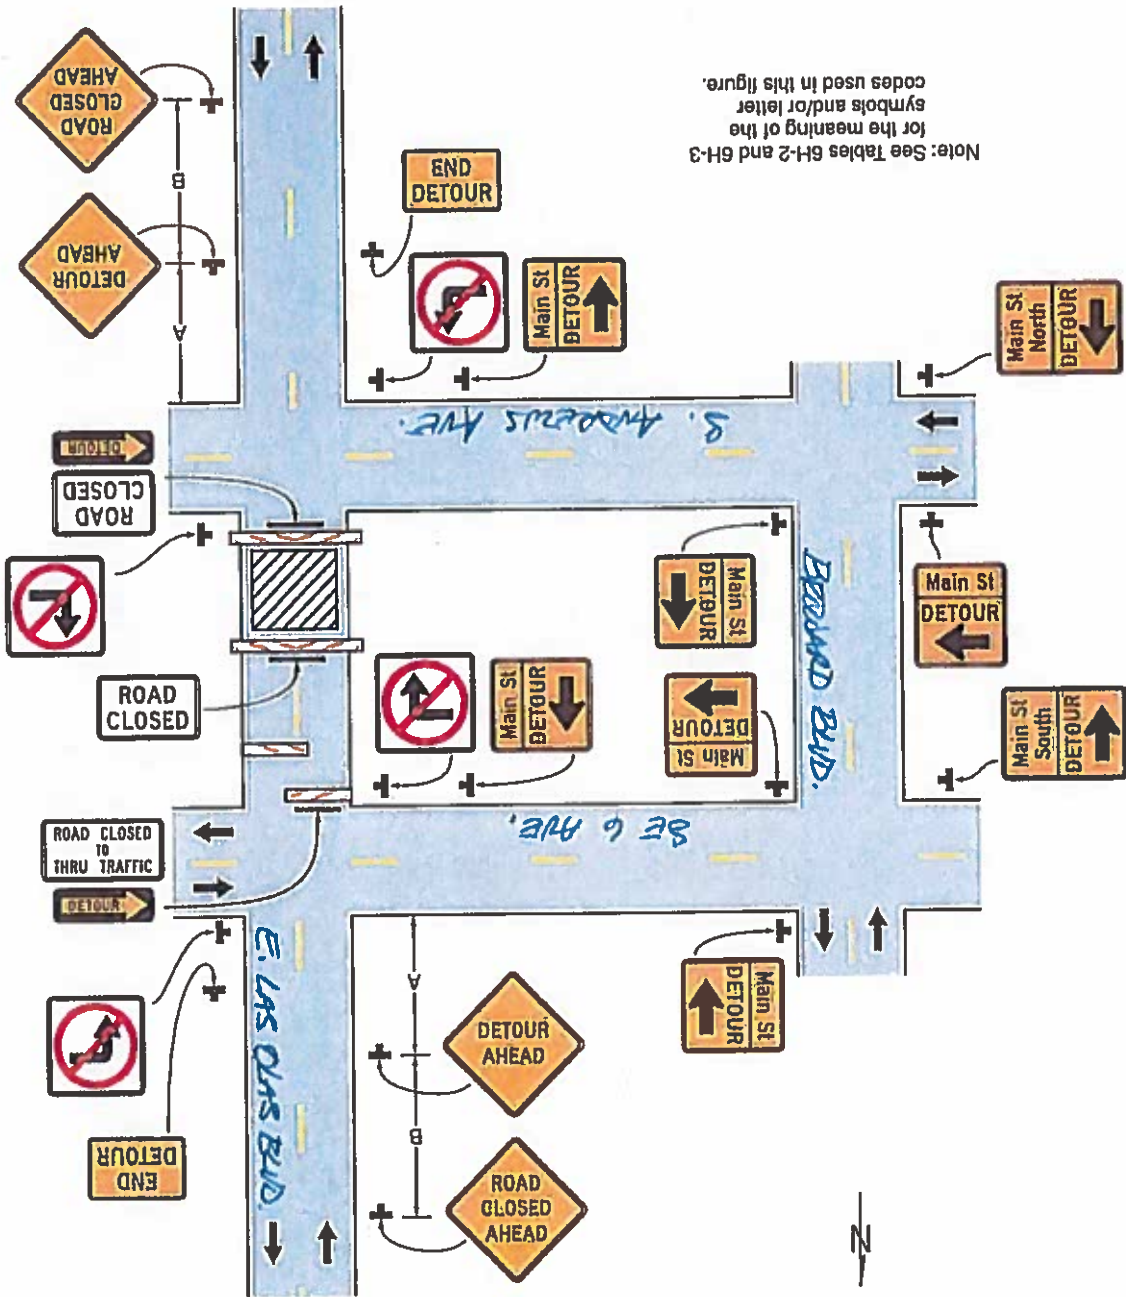 ROAD
CLOSED
AHEAD
B
DETOUR
AHEAD
A
Note: See Tables 6H-2 and 6H-3
for the meaning of the
symbols and/or letter
codes used in this figure.
END
DETOUR
Main St
DETOUR
Main St
North
DETOUR
S. ANDREWS AVE.
DETOUR
ROAD
CLOSED
ROAD
CLOSED
Main St
DETOUR
Main St
DETOUR
Main St
DETOUR
Main St
DETOUR
Main St
South
DETOUR
BROWARD BLVD.
ROAD CLOSED
TO
THRU TRAFFIC
DETOUR
SE 6 AVE.
E. LAS OLAS BLVD.
END
DETOUR
A
DETOUR
AHEAD
B
ROAD
CLOSED
AHEAD
Main St
DETOUR
N